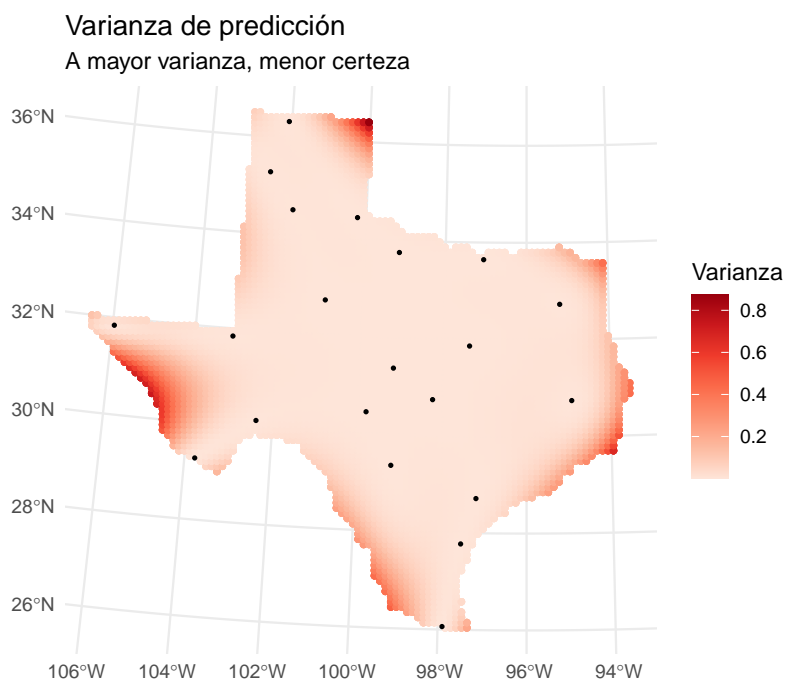 Varianza de predicción
A mayor varianza, menor certeza
36°N
34°N
32°N
30°N
28°N
26°N
106°W 104°W 102°W 100°W 98°W 96°W 94°W
Varianza
0.8
0.6
0.4
0.2